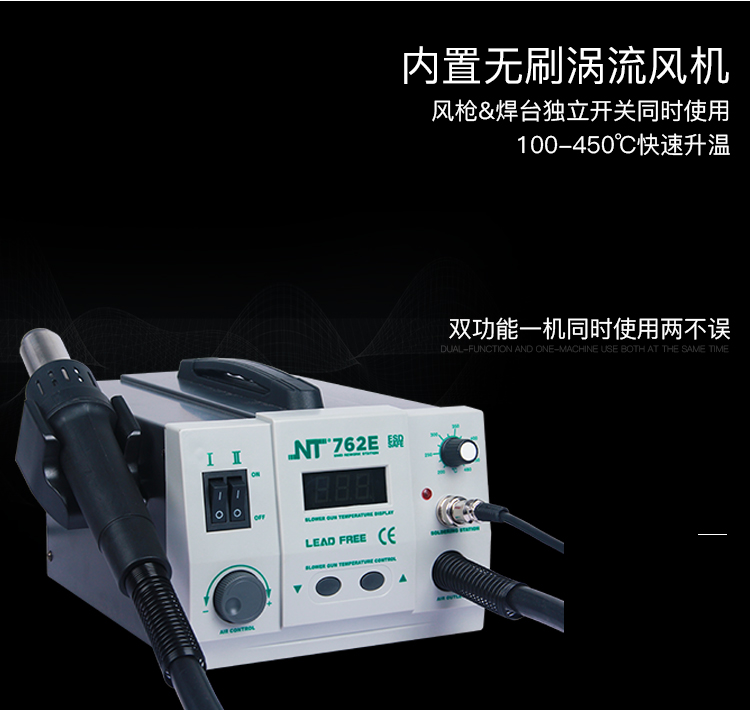 内置无刷涡流风机
风枪&焊台独立开关同时使用
100-450℃快速升温
双功能一机同时使用两不误
DUAL-FUNCTION AND ONE-MACHINE USE BOTH AT THE SAME TIME
NT® 762E
SMD REWORK STATION
ESD
SAFE
I II
ON
OFF
BLOWER GUN TEMPERATURE DISPLAY
LEAD FREE CE
BLOWER GUN TEMPERATURE CONTROL
▼ ▲
- +
AIR CONTROL
SOLDERING STATION